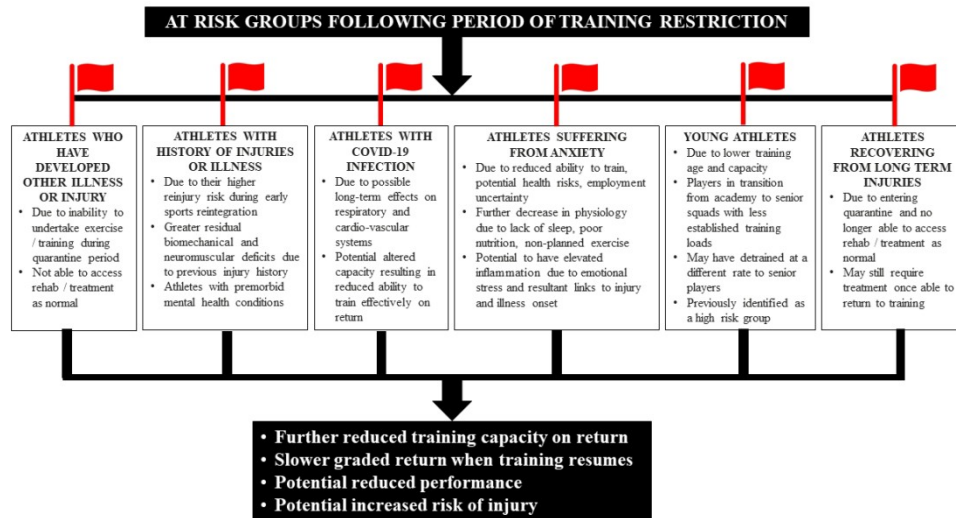 AT RISK GROUPS FOLLOWING PERIOD OF TRAINING RESTRICTION
ATHLETES WHO
HAVE
DEVELOPED
OTHER ILLNESS
OR INJURY
• Due to inability to
undertake exercise
/ training during
quarantine period
• Not able to access
rehab / treatment
as normal
ATHLETES WITH
HISTORY OF INJURIES
OR ILLNESS
• Due to their higher
reinjury risk during early
sports reintegration
• Greater residual
biomechanical and
neuromuscular deficits due
to previous injury history
• Athletes with premorbid
mental health conditions
ATHLETES WITH
COVID-19
INFECTION
• Due to possible
long-term effects on
respiratory and
cardio-vascular
systems
• Potential altered
capacity resulting in
reduced ability to
train effectively on
return
ATHLETES SUFFERING
FROM ANXIETY
• Due to reduced ability to train,
potential health risks, employment
uncertainty
• Further decrease in physiology
due to lack of sleep, poor
nutrition, non-planned exercise
• Potential to have elevated
inflammation due to emotional
stress and resultant links to injury
and illness onset
YOUNG ATHLETES
• Due to lower training
age and capacity
• Players in transition
from academy to senior
squads with less
established training
loads
• May have detrained at
a different rate to senior
players
• Previously identified as
a high risk group
ATHLETES
RECOVERING
FROM LONG TERM
INJURIES
• Due to entering
quarantine and no
longer able to access
rehab / treatment as
normal
• May still require
treatment once able to
return to training
• Further reduced training capacity on return
• Slower graded return when training resumes
• Potential reduced performance
• Potential increased risk of injury